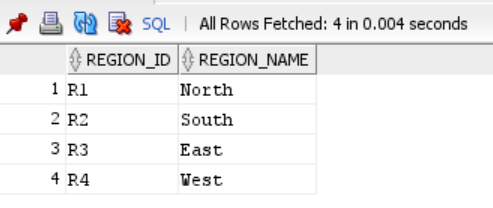 SQL | All Rows Fetched: 4 in 0.004 seconds
REGION_ID REGION_NAME
1 R1 North
2 R2 South
3 R3 East
4 R4 West